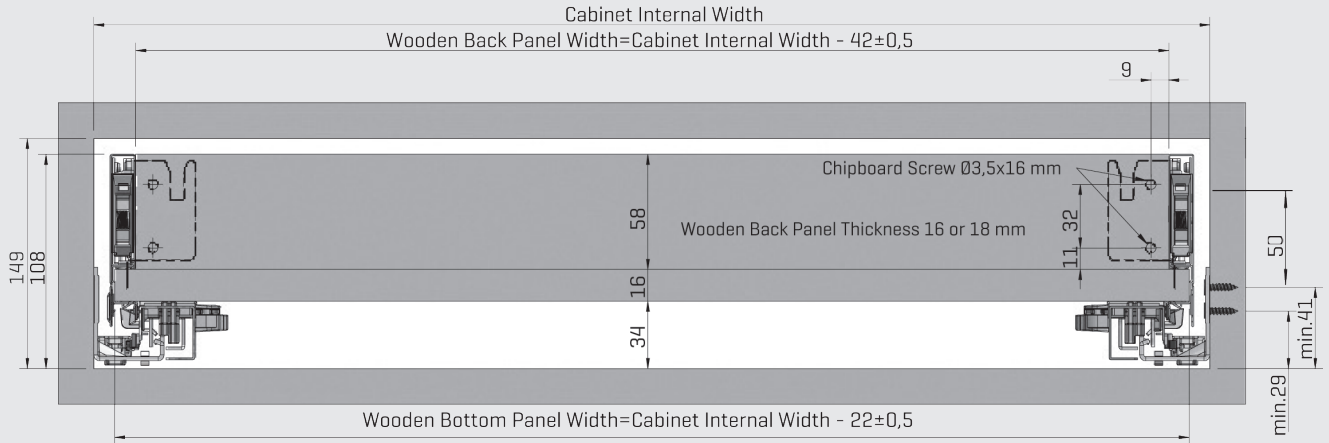 Cabinet Internal Width
Wooden Back Panel Width=Cabinet Internal Width - 42±0,5
9
Chipboard Screw Ø3,5x16 mm
149
108
58
Wooden Back Panel Thickness 16 or 18 mm
32
50
11
16
34
min.41
min.29
Wooden Bottom Panel Width=Cabinet Internal Width - 22±0,5